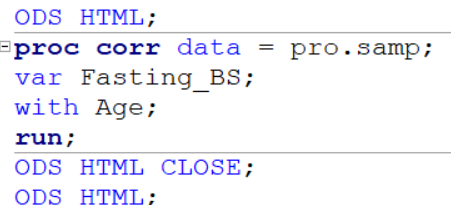 ODS HTML;
proc corr data = pro.samp;
var Fasting_BS;
with Age;
run;
ODS HTML CLOSE;
ODS HTML;